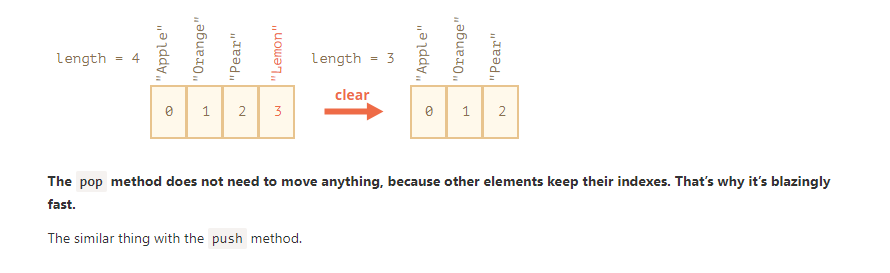 length = 4
"Apple"
"Orange"
"Pear"
"Lemon"
length = 3
"Apple"
"Orange"
"Pear"
clear
0 1 2 3
0 1 2
The pop method does not need to move anything, because other elements keep their indexes. That’s why it’s blazingly
fast.
The similar thing with the push method.